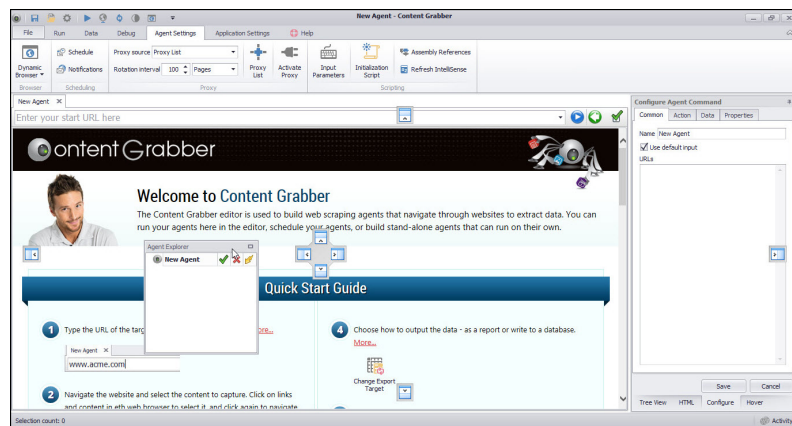 New Agent - Content Grabber
File Run Data Debug Agent Settings Application Settings Help
Schedule Proxy source Proxy List
Dynamic Browser Notifications Rotation interval 100 Pages Proxy List Activate Proxy Input Parameters Initialization Script Assembly References Refresh IntelliSense
Browser Scheduling Proxy Scripting
New Agent
Enter your start URL here
Configure Agent Command
Common Action Data Properties
Name New Agent
Use default input
URLs
ontent Grabber
Welcome to Content Grabber
The Content Grabber editor is used to build web scraping agents that navigate through websites to extract data. You can
run your agents here in the editor, schedule your agents, or build stand-alone agents that can run on their own.
Agent Explorer
New Agent
Quick Start Guide
1 Type the URL of the targ ore...
New Agent
www.acme.com
2 Navigate the website and select the content to capture. Click on links
and content in eth web browser to select it, and click again to navigate
4 Choose how to output the data - as a report or write to a database.
More...
Change Export
Target
Save Cancel
Tree View HTML Configure Hover
Selection count: 0
Activity